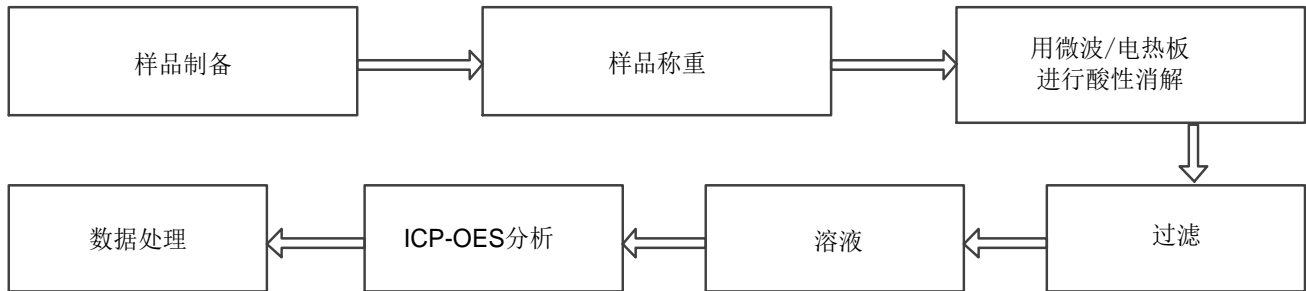 样品制备
样品称重
用微波/电热板
进行酸性消解
过滤
溶液
ICP-OES分析
数据处理